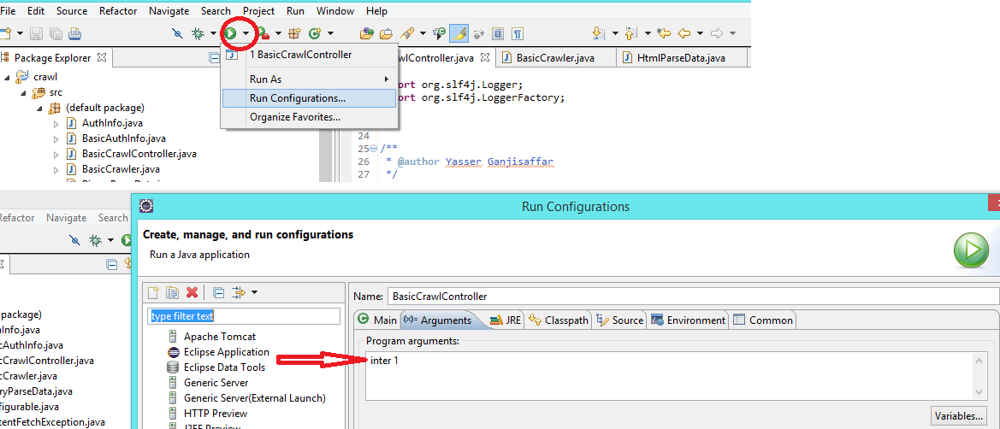 File Edit Source Refactor Navigate Search Project Run Window Help
Package Explorer
1 BasicCrawlController
Run As
Run Configurations...
Organize Favorites...
wlController.java
BasicCrawler.java
HtmlParseData.java
crawl
src
(default package)
AuthInfo.java
BasicAuthInfo.java
BasicCrawlController.java
BasicCrawler.java
ort org.slf4j.Logger;
ort org.slf4j.LoggerFactory;
24
25 /**
26 * @author Yasser Ganjisaffar
27 */
Refactor Navigate Search
package)
nInfo.java
cAuthInfo.java
cCrawlController.java
cCrawler.java
ryParseData.java
figurable.java
tentFetchException.java
Run Configurations
Create, manage, and run configurations
Run a Java application
type filter text
Apache Tomcat
Eclipse Application
Eclipse Data Tools
Generic Server
Generic Server(External Launch)
HTTP Preview
J2EE Preview
Name: BasicCrawlController
Main (x)= Arguments JRE Classpath Source Environment Common
Program arguments:
inter 1
Variables...